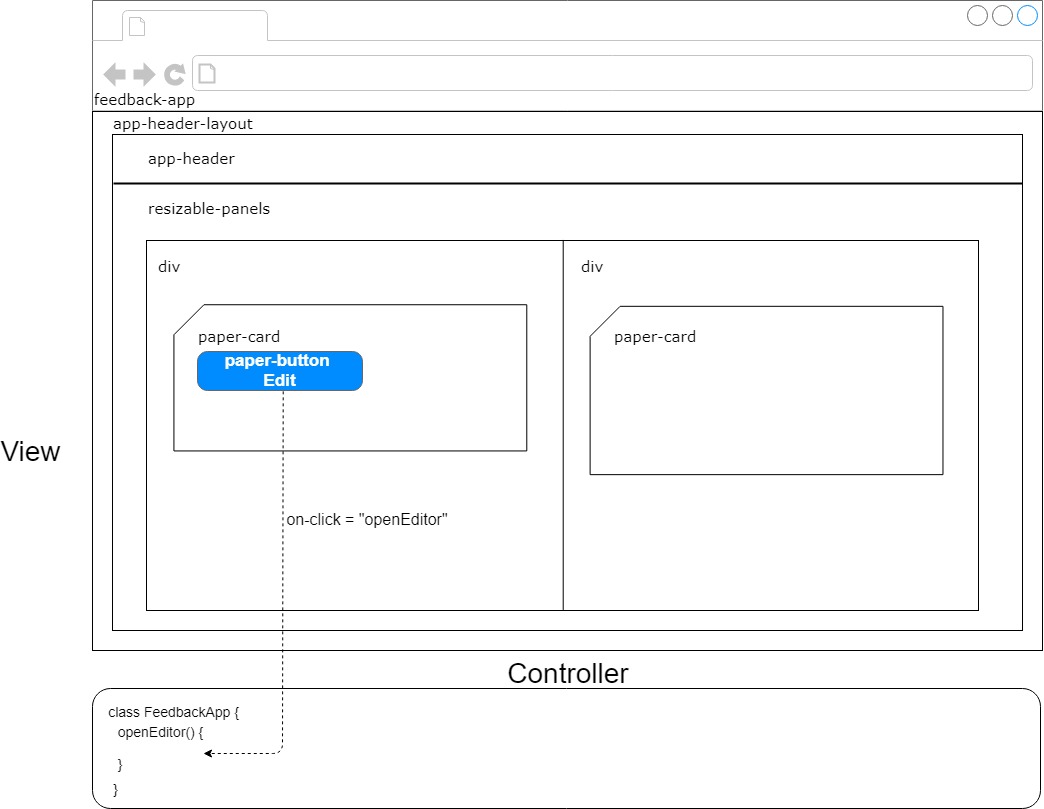 feedback-app
app-header-layout
app-header
resizable-panels
div
div
paper-card
paper-card
paper-button
Edit
View
on-click = "openEditor"
Controller
class FeedbackApp {
openEditor() {
}
}